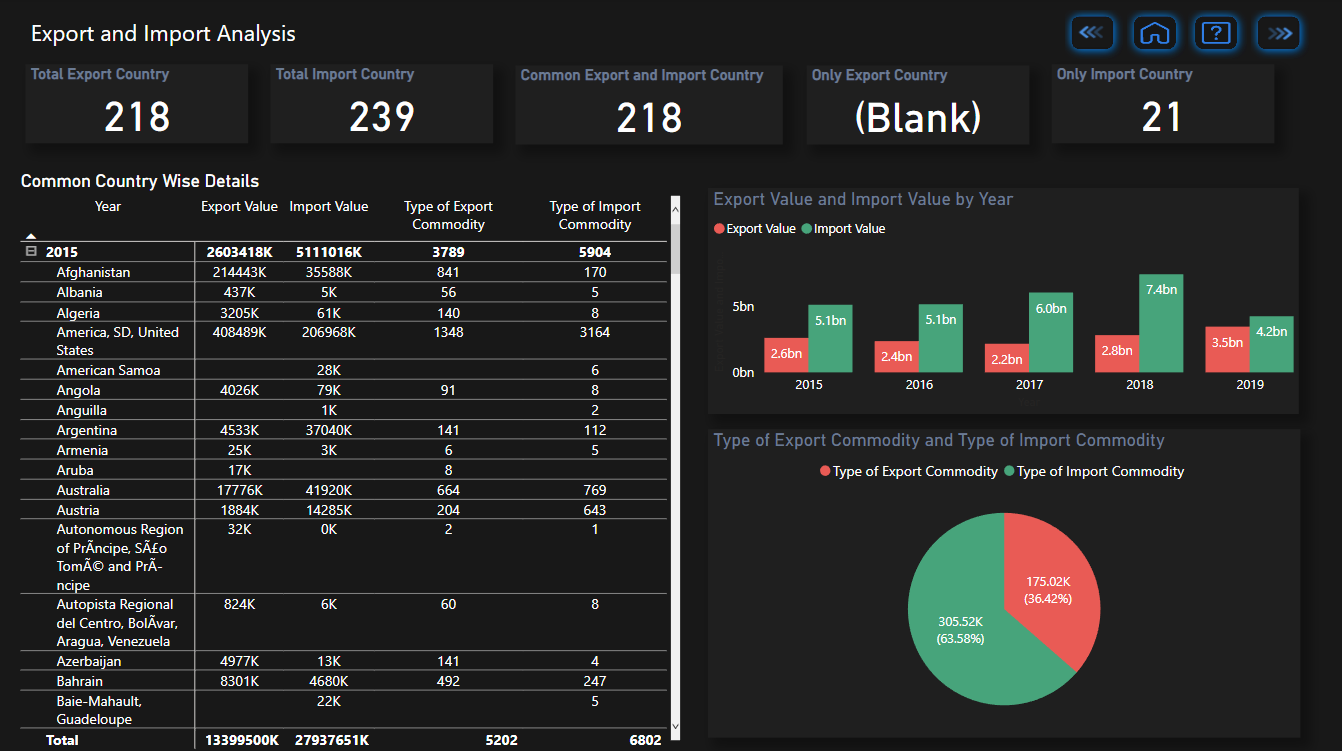 Export and Import Analysis
?
Total Export Country
218
Total Import Country
239
Common Export and Import Country
218
Only Export Country
(Blank)
Only Import Country
21
Common Country Wise Details
Year Export Value Import Value Type of Export Type of Import
Commodity Commodity
2015 2603418K 5111016K 3789 5904
Afghanistan 214443K 35588K 841 170
Albania 437K 5K 56 5
Algeria 3205K 61K 140 8
America, SD, United 408489K 206968K 1348 3164
States
American Samoa 28K 6
Angola 4026K 79K 91 8
Anguilla 1K 2
Argentina 4533K 37040K 141 112
Armenia 25K 3K 6 5
Aruba 17K 8
Australia 17776K 41920K 664 769
Austria 1884K 14285K 204 643
Autonomous Region 32K 0K 2 1
of PrÃncipe, SÃ£o
TomÃ© and PrÃ-
ncipe
Autopista Regional 824K 6K 60 8
del Centro, BolÃvar,
Aragua, Venezuela
Azerbaijan 4977K 13K 141 4
Bahrain 8301K 4680K 492 247
Baie-Mahault, 22K 5
Guadeloupe
Total 13399500K 27937651K 5202 6802
Export Value and Import Value by Year
Export Value Import Value
5bn
0bn
2.6bn 5.1bn 2.4bn 5.1bn 2.2bn 6.0bn 2.8bn 7.4bn 3.5bn 4.2bn
2015 2016 2017 2018 2019
Type of Export Commodity and Type of Import Commodity
Type of Export Commodity Type of Import Commodity
175.02K
(36.42%)
305.52K
(63.58%)